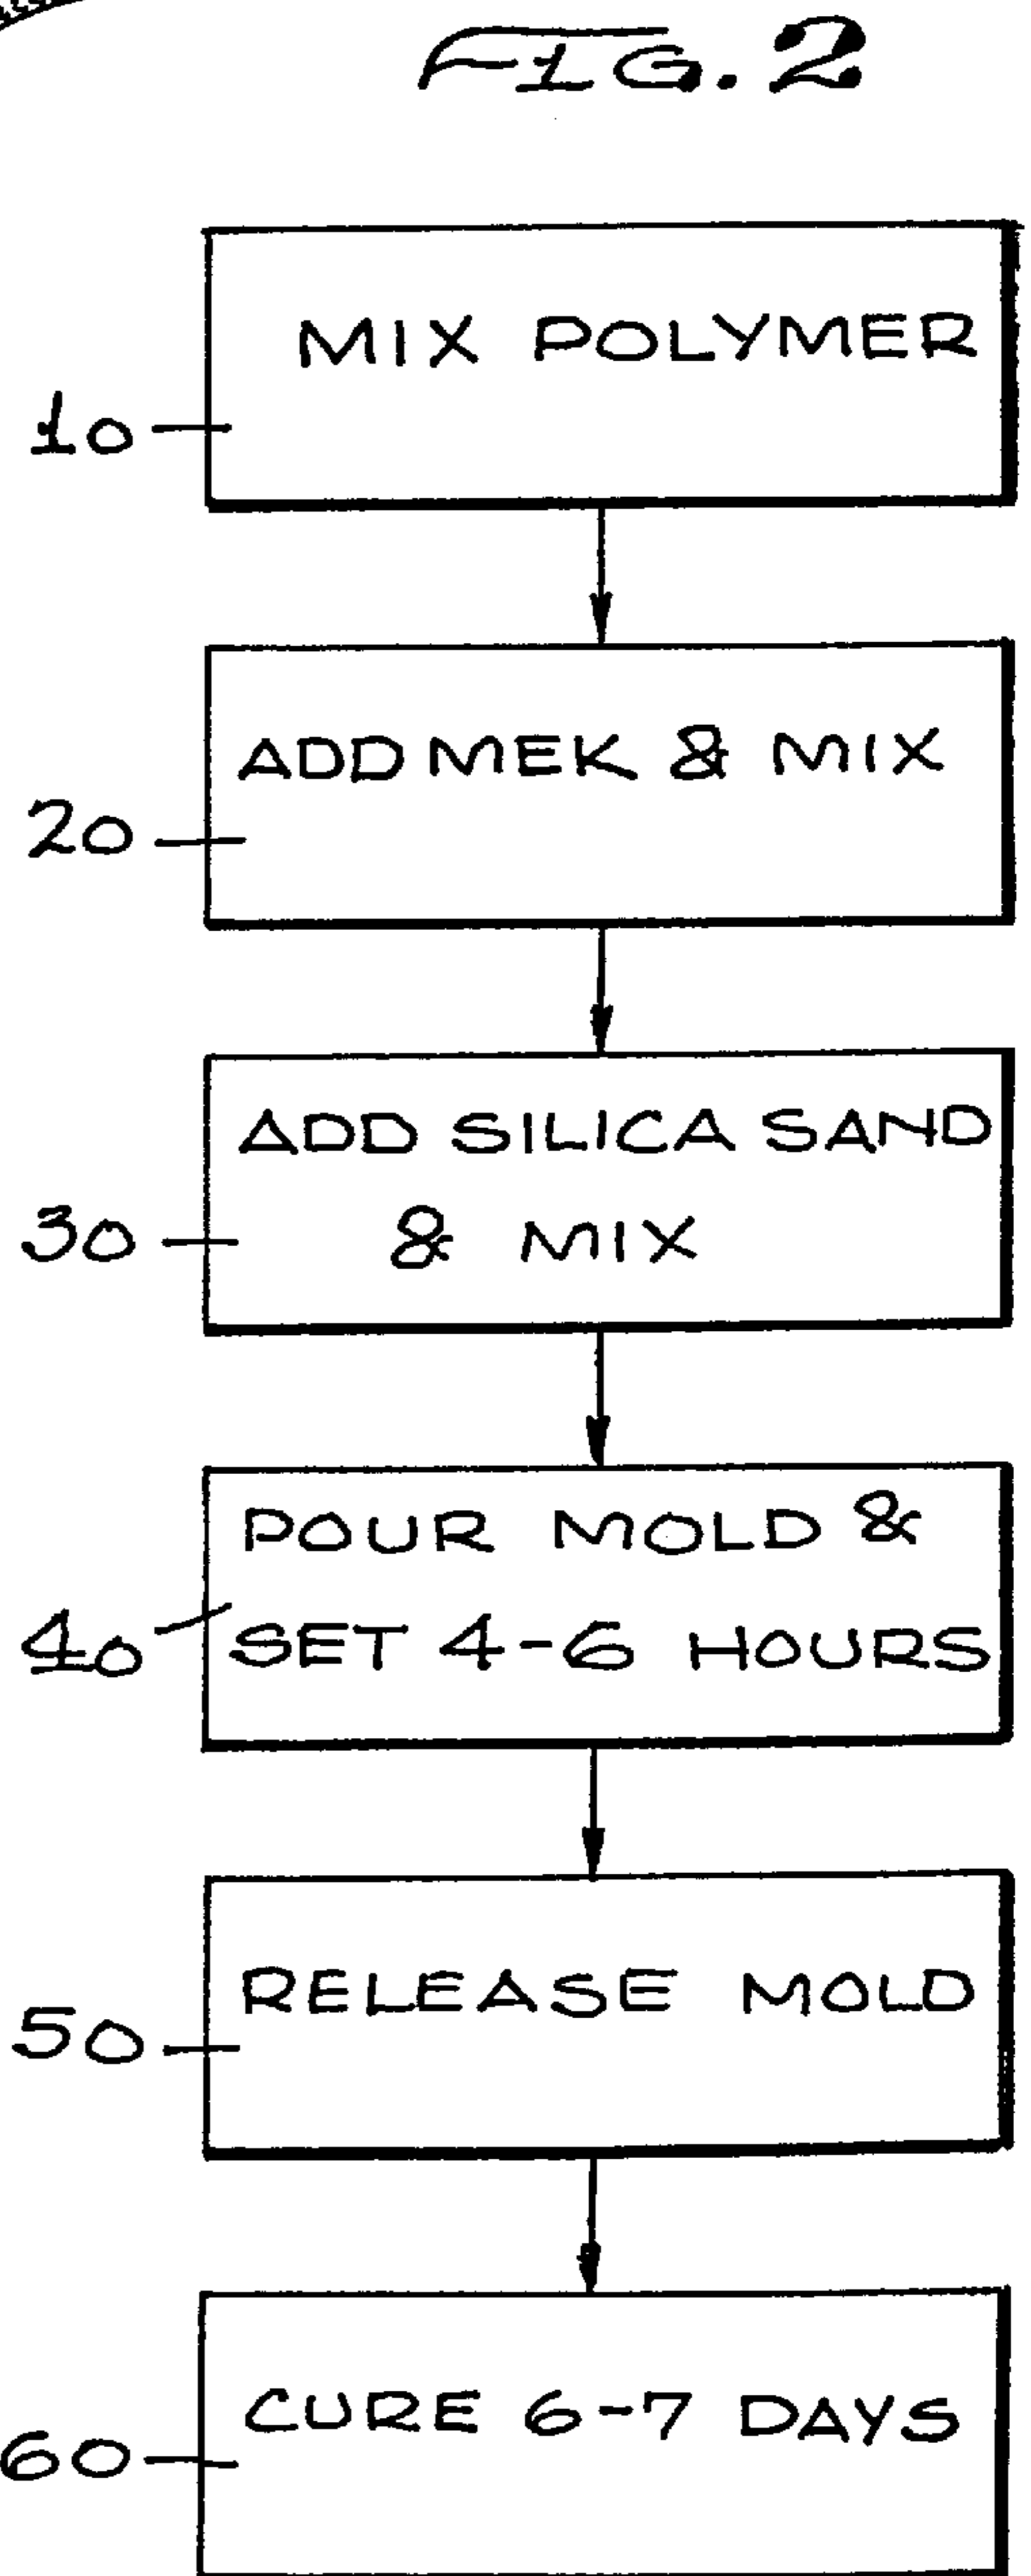 FIG. 2
MIX POLYMER
10
ADD MEK & MIX
20
ADD SILICA SAND
& MIX
30
POUR MOLD &
SET 4-6 HOURS
40
RELEASE MOLD
50
CURE 6-7 DAYS
60